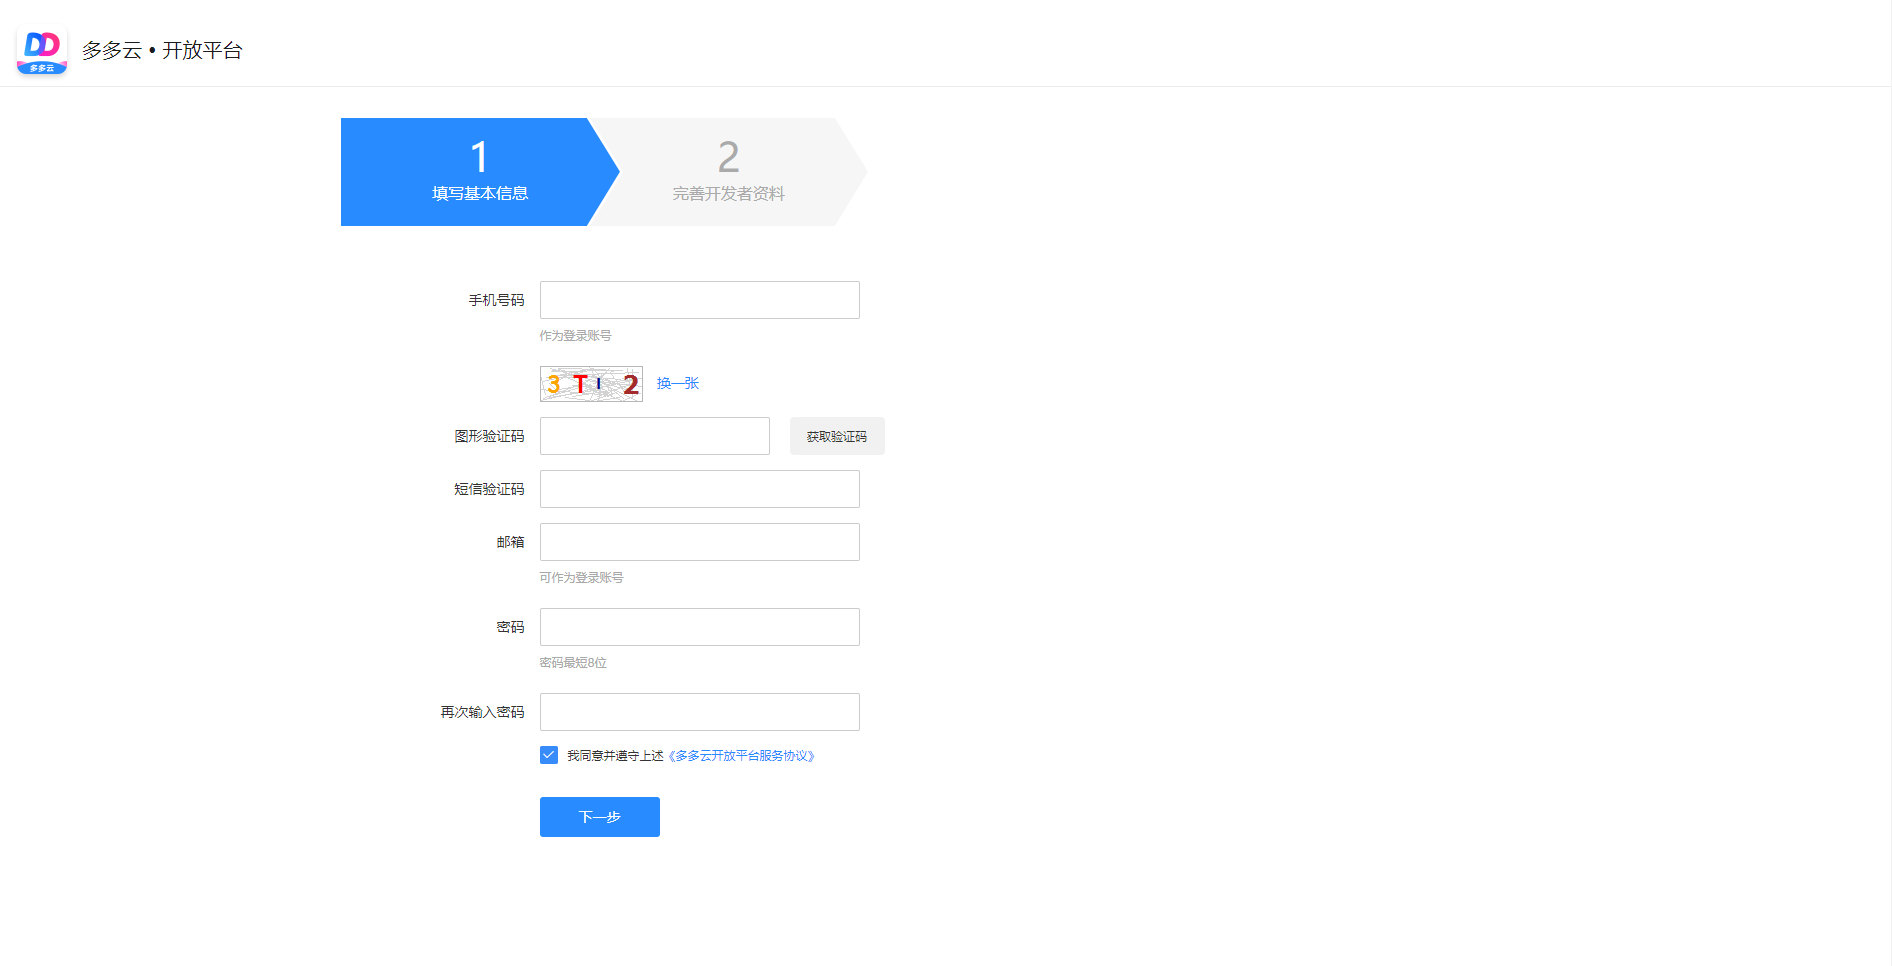 多多云
多多云 • 开放平台
1
填写基本信息
2
完善开发者资料
手机号码
作为登录账号
换一张
图形验证码
获取验证码
短信验证码
邮箱
可作为登录账号
密码
密码最短8位
再次输入密码
我同意并遵守上述《多多云开放平台服务协议》
下一步